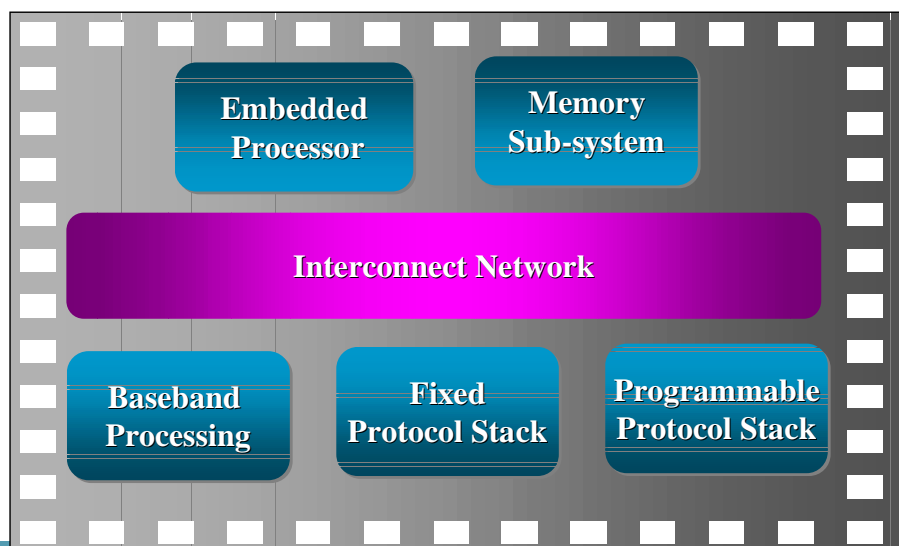 Embedded
Processor
Memory
Sub-system
Interconnect Network
Baseband
Processing
Fixed
Protocol Stack
Programmable
Protocol Stack